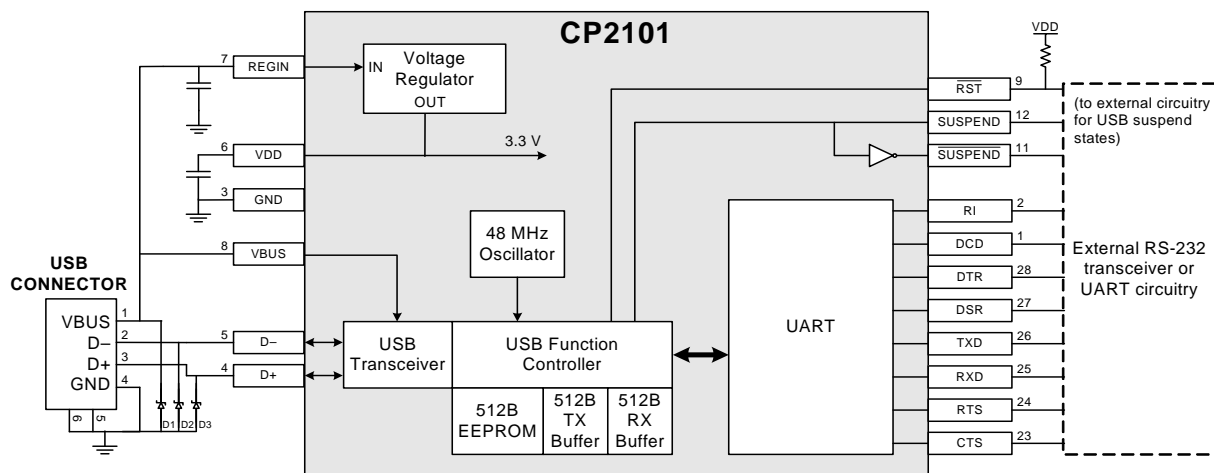 CP2101
7
REGIN
IN
Voltage
Regulator
OUT
6
VDD
3.3 V
3
GND
8
VBUS
48 MHz
Oscillator
USB
CONNECTOR
VBUS
D–
D+
GND
1
2
3
4
6
5
D1
D2
D3
5
D–
4
D+
USB
Transceiver
USB Function
Controller
512B
EEPROM
512B
TX
Buffer
512B
RX
Buffer
UART
VDD
RST
9
SUSPEND
12
SUSPEND
11
(to external circuitry
for USB suspend
states)
RI
2
DCD
1
DTR
28
DSR
27
TXD
26
RXD
25
RTS
24
CTS
23
External RS-232
transceiver or
UART circuitry